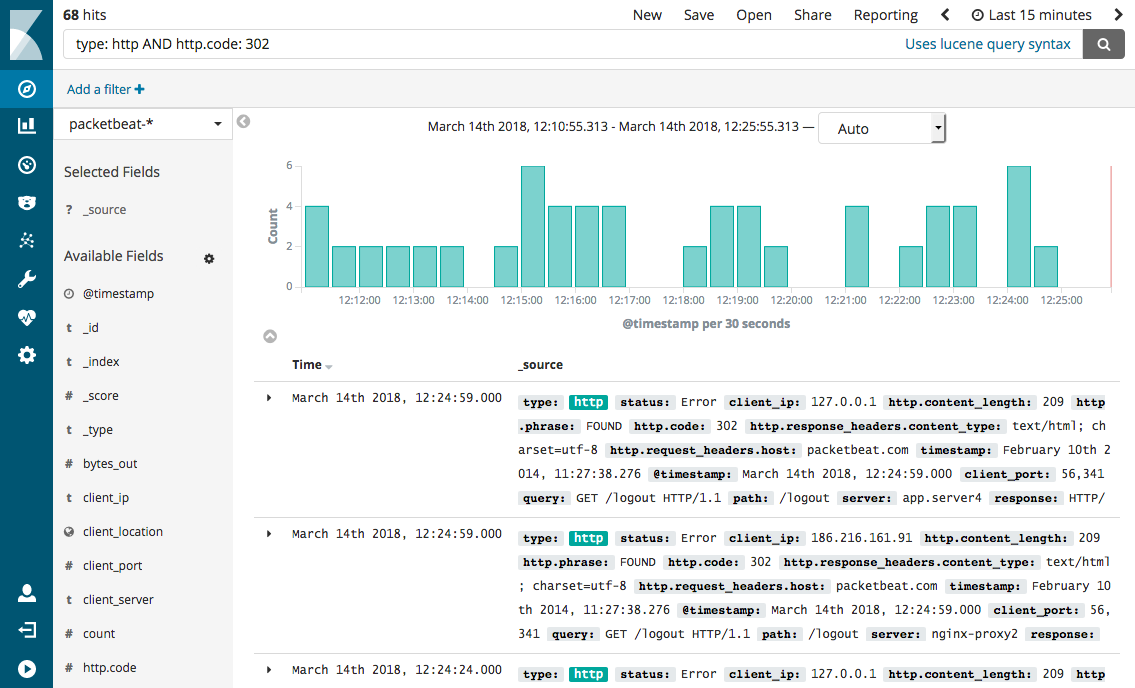 68 hits New Save Open Share Reporting Last 15 minutes
type: http AND http.code: 302 Uses lucene query syntax
Add a filter
packetbeat-*
March 14th 2018, 12:10:55.313 - March 14th 2018, 12:25:55.313 — Auto
Selected Fields
? _source
Available Fields
@timestamp
t _id
t _index
# _score
t _type
# bytes_out
t client_ip
client_location
# client_port
t client_server
# count
# http.code
Count
6
4
2
0
12:12:00 12:13:00 12:14:00 12:15:00 12:16:00 12:17:00 12:18:00 12:19:00 12:20:00 12:21:00 12:22:00 12:23:00 12:24:00 12:25:00
@timestamp per 30 seconds
Time _source
March 14th 2018, 12:24:59.000 type: http status: Error client_ip: 127.0.0.1 http.content_length: 209 http
.phrase: FOUND http.code: 302 http.response_headers.content_type: text/html; ch
arset=utf-8 http.request_headers.host: packetbeat.com timestamp: February 10th 2
014, 11:27:38.276 @timestamp: March 14th 2018, 12:24:59.000 client_port: 56,341
query: GET /logout HTTP/1.1 path: /logout server: app.server4 response: HTTP/
March 14th 2018, 12:24:59.000 type: http status: Error client_ip: 186.216.161.91 http.content_length: 209
http.phrase: FOUND http.code: 302 http.response_headers.content_type: text/html
; charset=utf-8 http.request_headers.host: packetbeat.com timestamp: February 10
th 2014, 11:27:38.276 @timestamp: March 14th 2018, 12:24:59.000 client_port: 56,
341 query: GET /logout HTTP/1.1 path: /logout server: nginx-proxy2 response:
March 14th 2018, 12:24:24.000 type: http status: Error client_ip: 127.0.0.1 http.content_length: 209 http